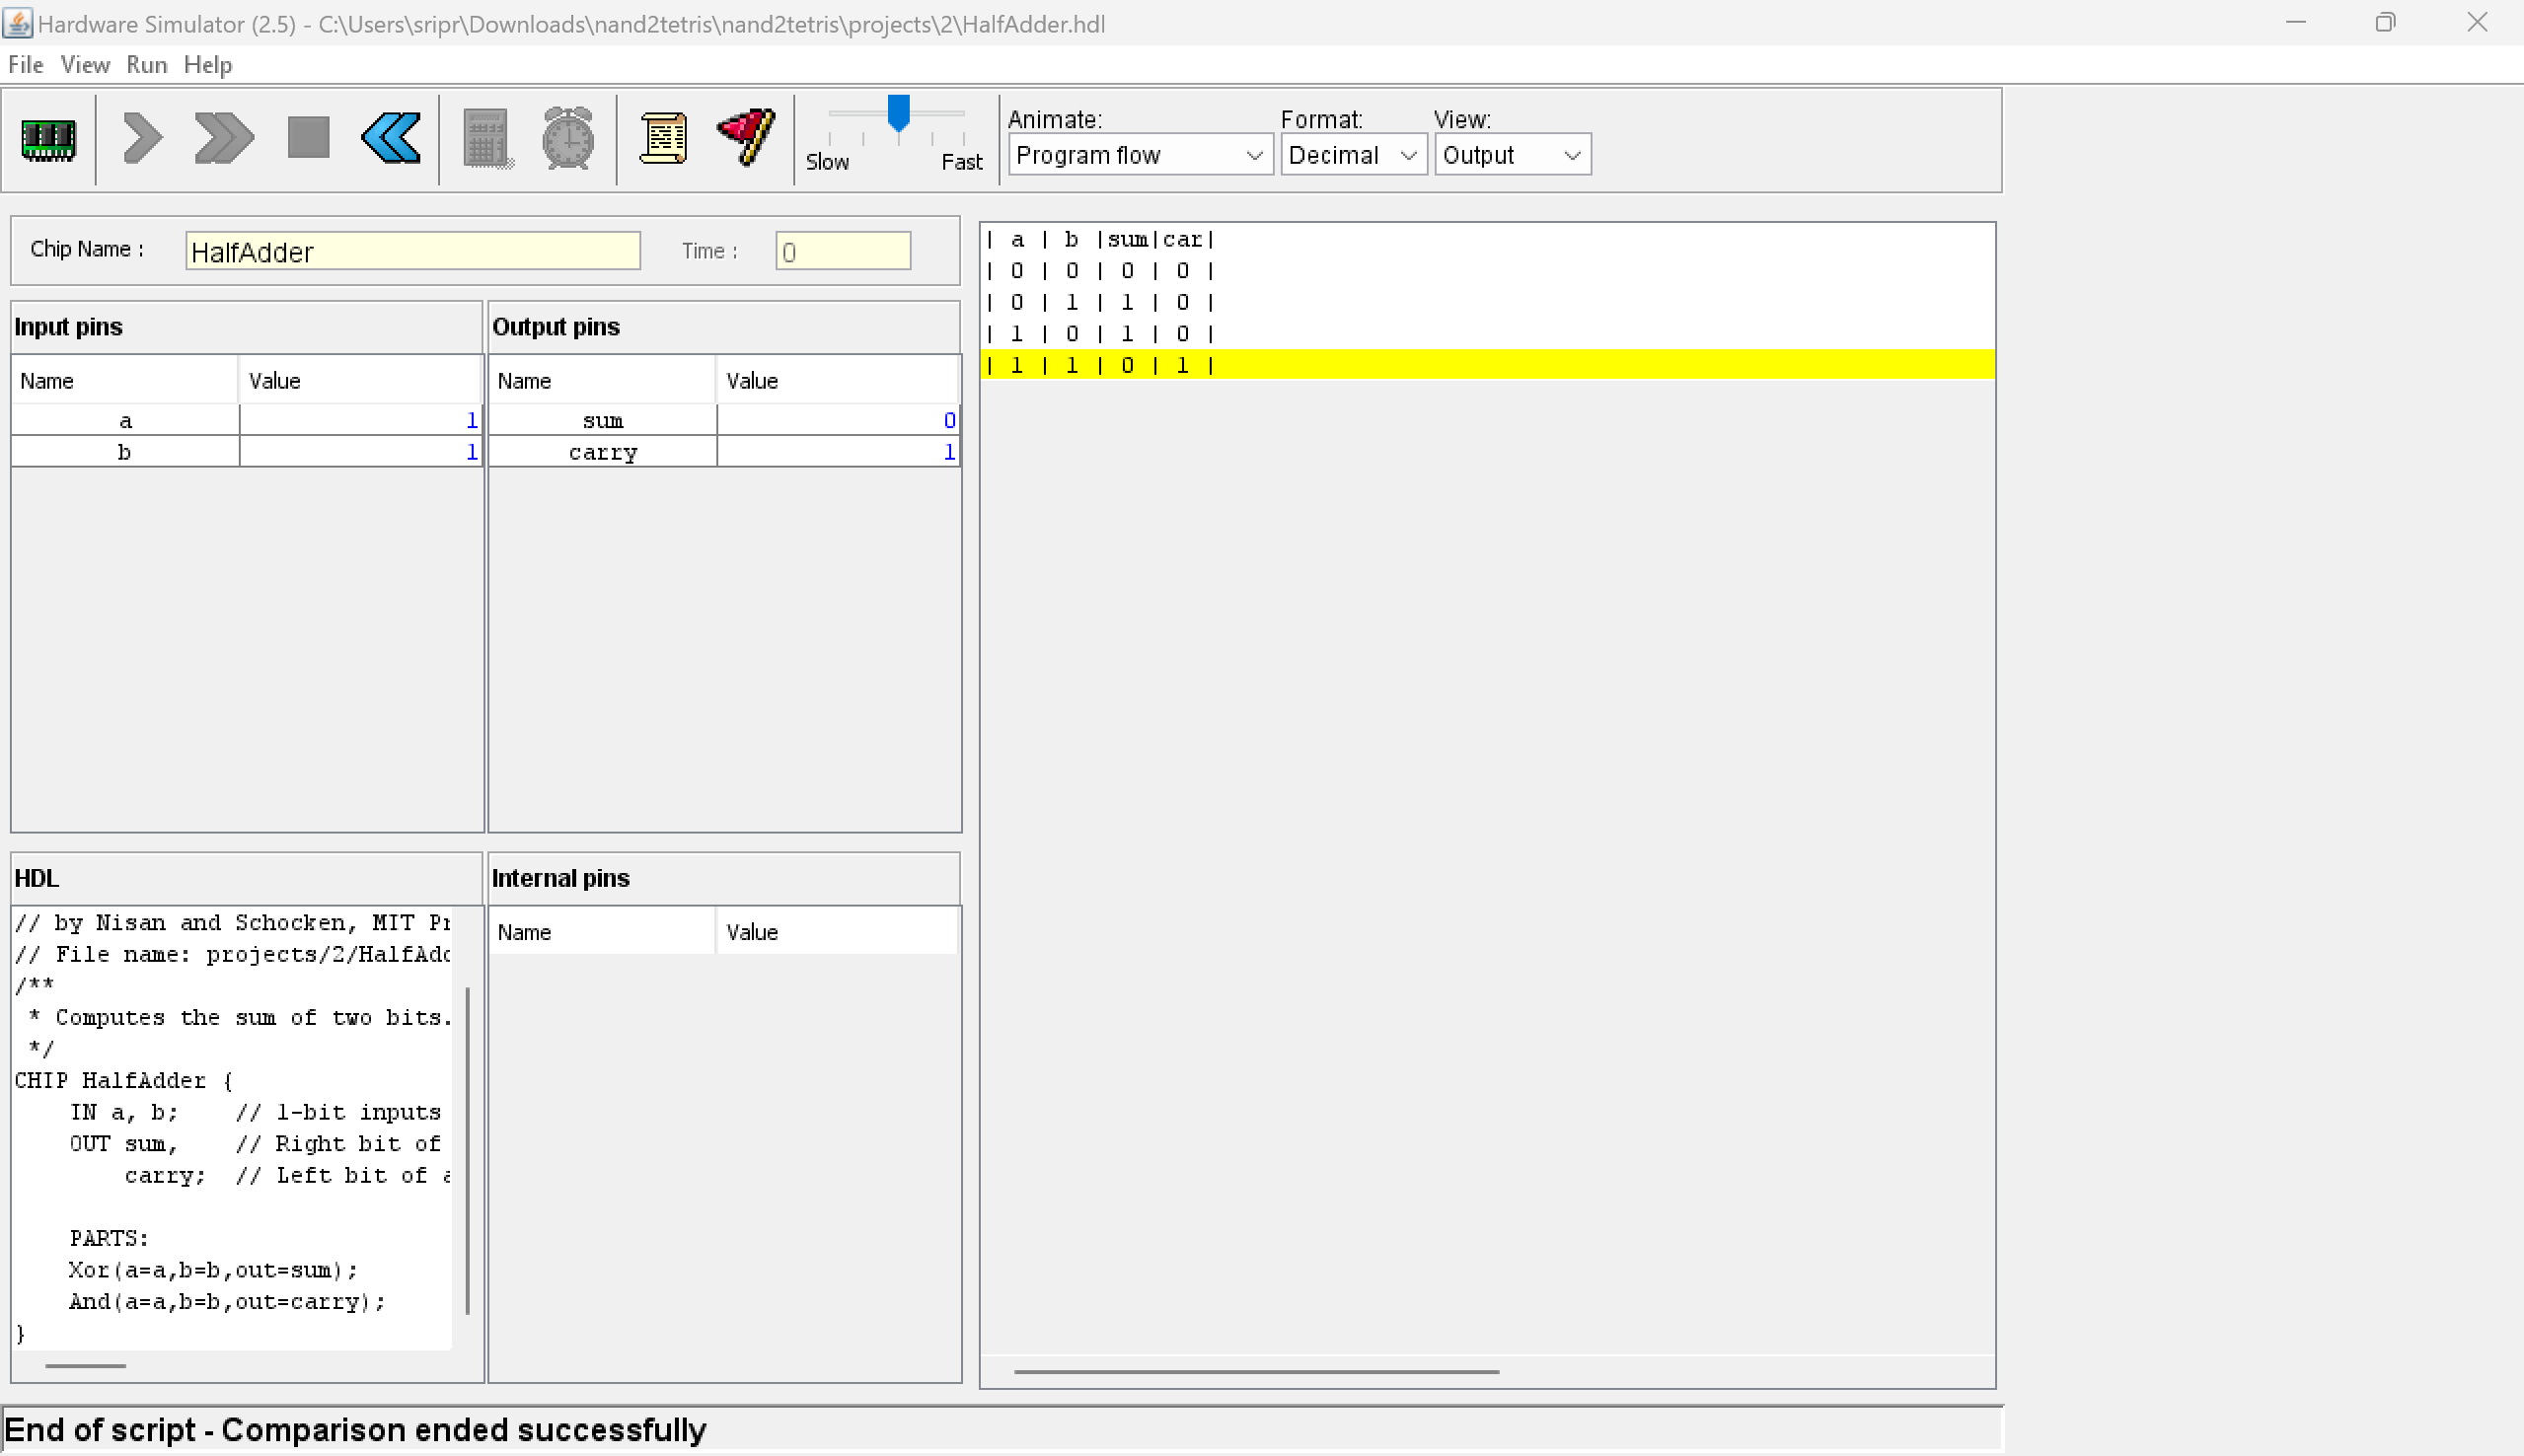 Hardware Simulator (2.5) - C:\Users\sripr\Downloads\nand2tetris\nand2tetris\projects\2\HalfAdder.hdl
File View Run Help
Animate: Format: View:
Slow Fast Program flow Decimal Output
Chip Name : HalfAdder Time : 0
| a | b |sum|car|
| 0 | 0 | 0 | 0 |
| 0 | 1 | 1 | 0 |
| 1 | 0 | 1 | 0 |
| 1 | 1 | 0 | 1 |
Input pins
Name Value
a 1
b 1
Output pins
Name Value
sum 0
carry 1
HDL
// by Nisan and Schocken, MIT Pr
// File name: projects/2/HalfAdd
/**
* Computes the sum of two bits.
*/
CHIP HalfAdder {
IN a, b; // 1-bit inputs
OUT sum, // Right bit of
carry; // Left bit of a
PARTS:
Xor(a=a,b=b,out=sum);
And(a=a,b=b,out=carry);
}
Internal pins
Name Value
End of script - Comparison ended successfully